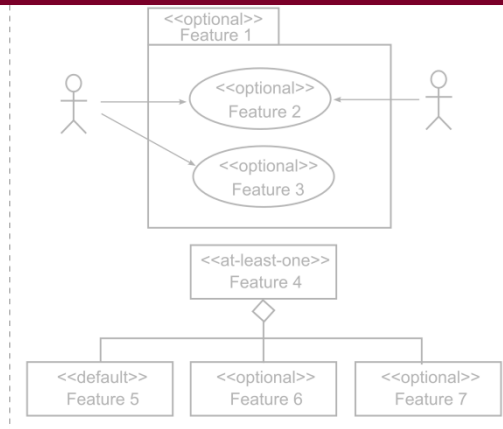 <<optional>>
Feature 1
<<optional>>
Feature 2
<<optional>>
Feature 3
<<at-least-one>>
Feature 4
<<default>>
Feature 5
<<optional>>
Feature 6
<<optional>>
Feature 7